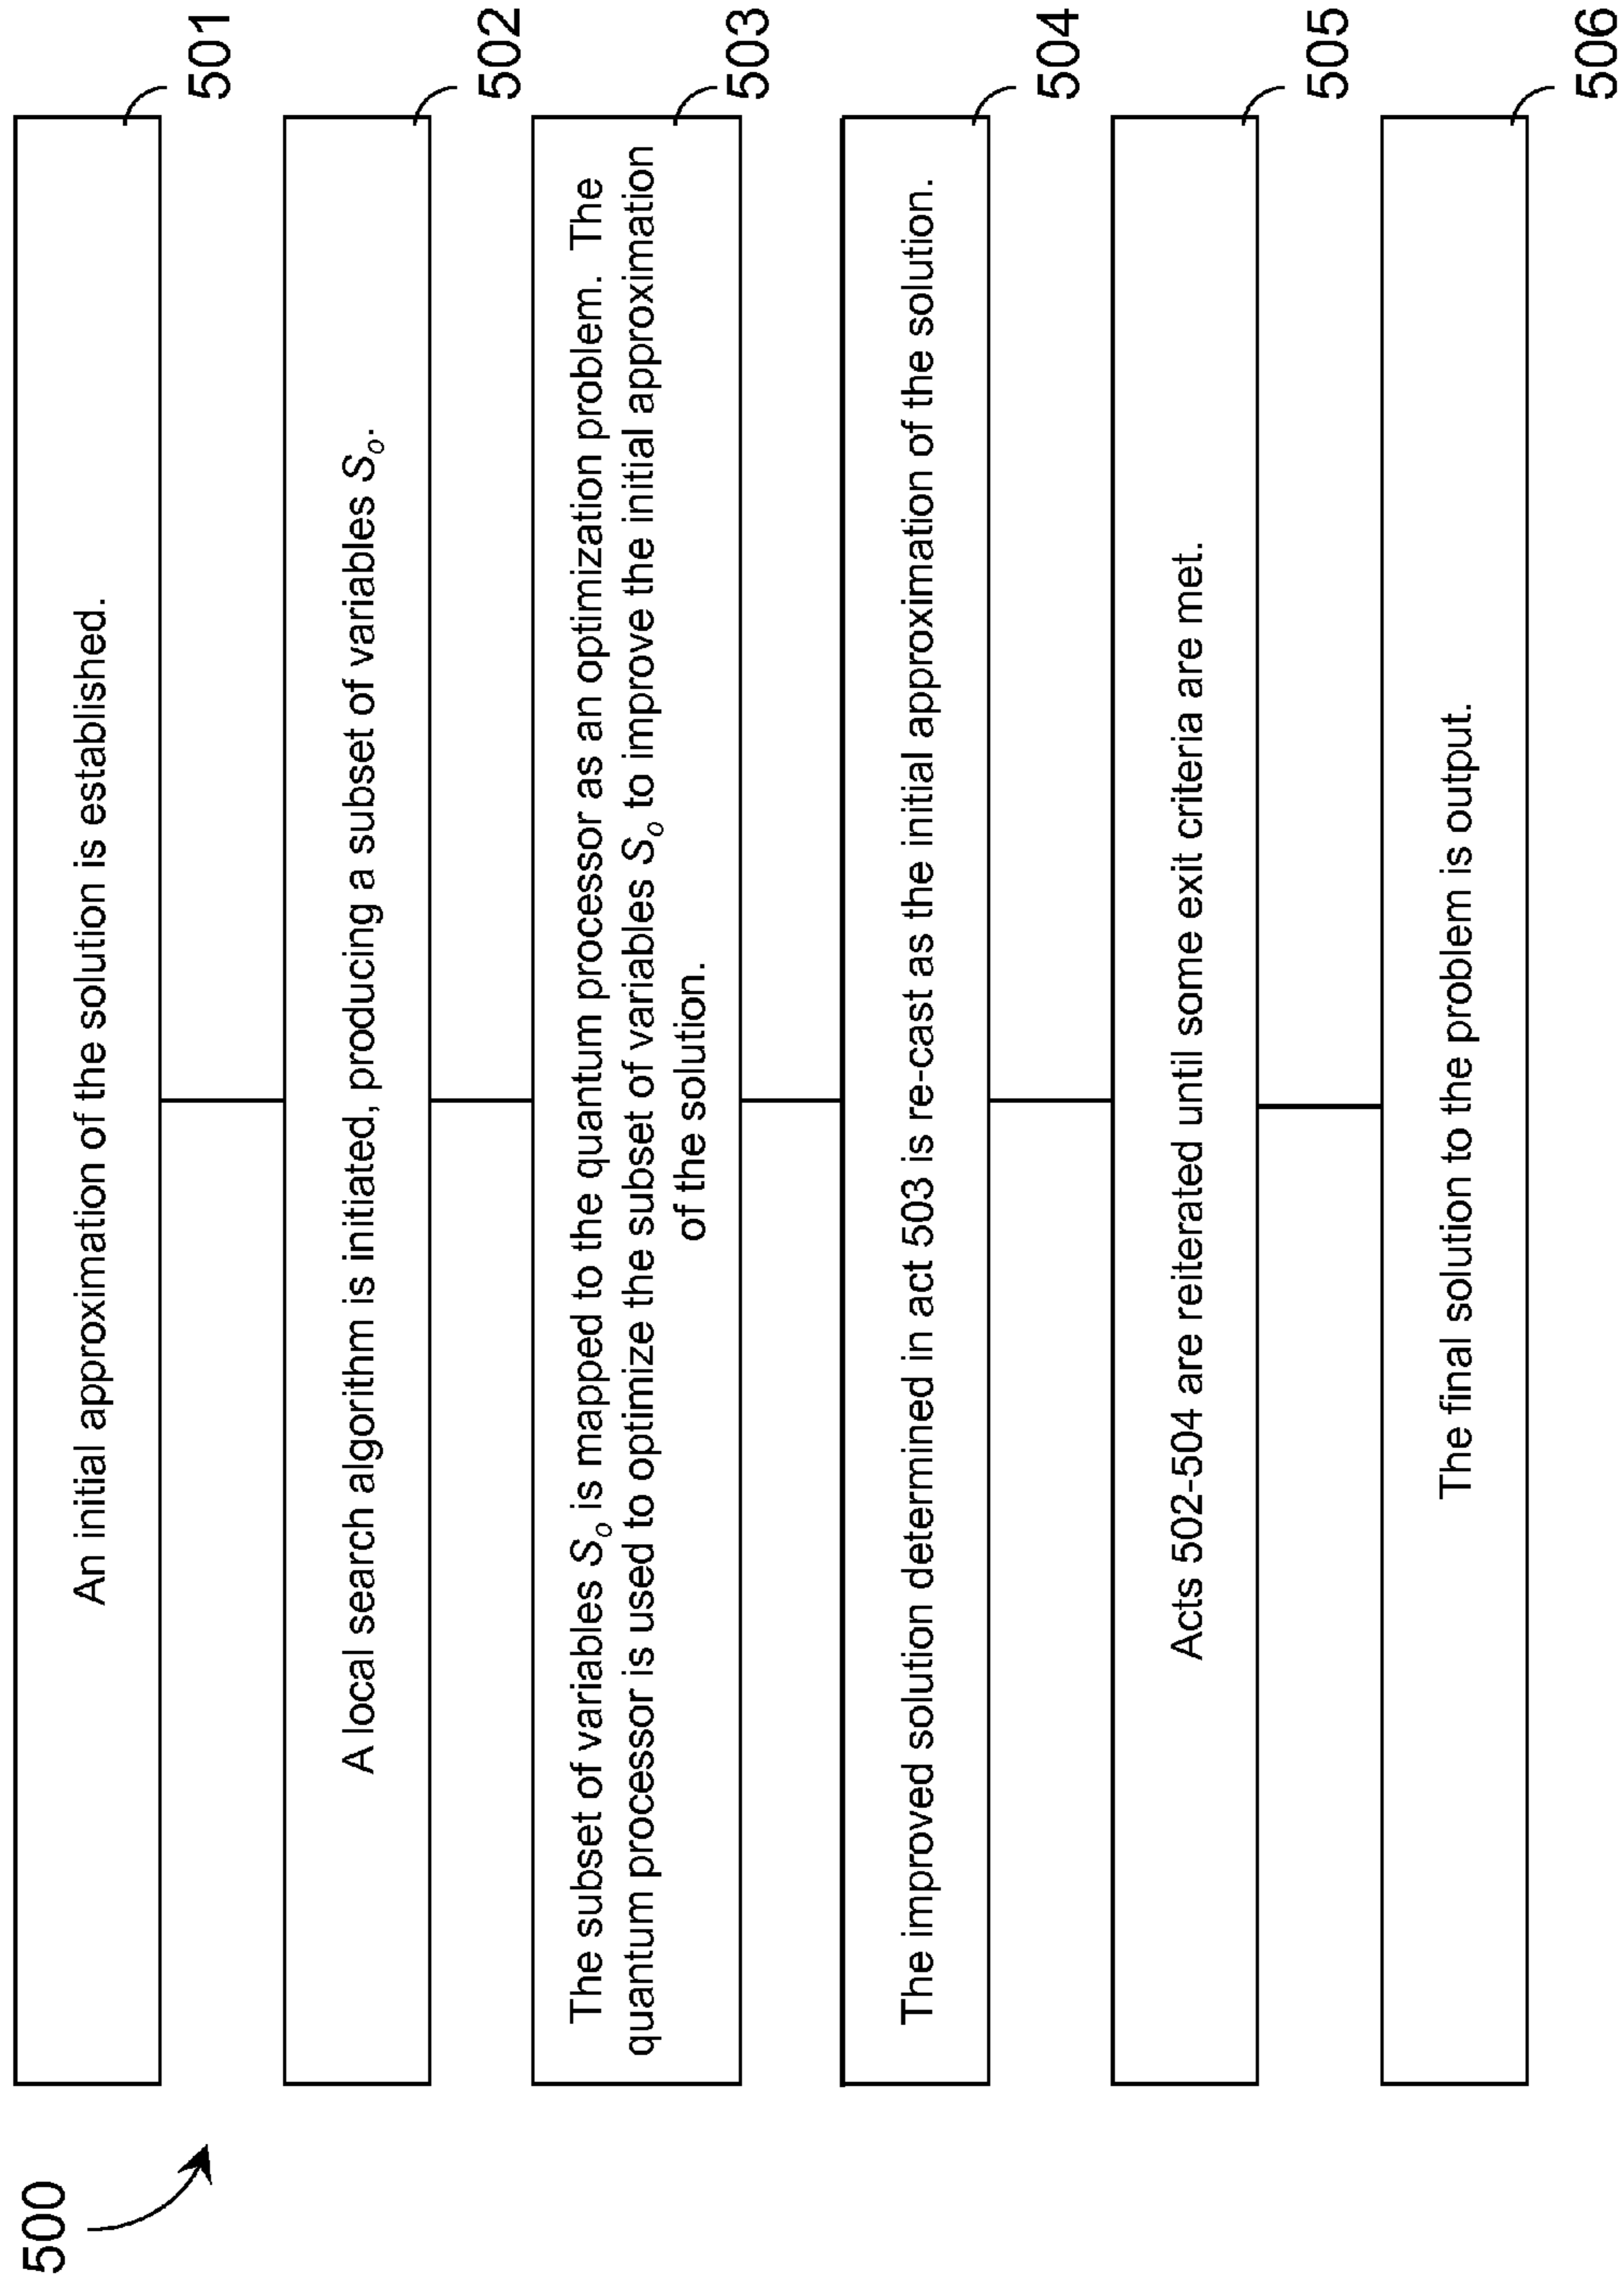 500
An initial approximation of the solution is established.
501
A local search algorithm is initiated, producing a subset of variables Sₒ.
502
The subset of variables Sₒ is mapped to the quantum processor as an optimization problem. The
quantum processor is used to optimize the subset of variables Sₒ to improve the initial approximation
of the solution.
503
The improved solution determined in act 503 is re-cast as the initial approximation of the solution.
504
Acts 502-504 are reiterated until some exit criteria are met.
505
The final solution to the problem is output.
506